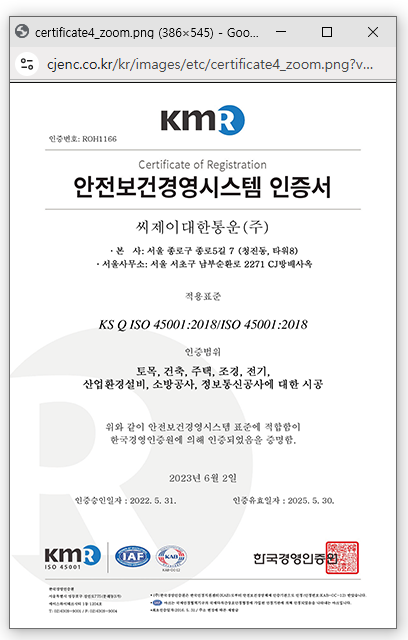 certificate4_zoom.png (386×545) - Goo...
cjenc.co.kr/kr/images/etc/certificate4_zoom.png?v...
KMR
인증번호: ROH1166
Certificate of Registration
안전보건경영시스템 인증서
씨제이대한통운(주)
· 본 사: 서울 종로구 종로5길 7 (청진동, 타워8)
· 서울사무소: 서울 서초구 남부순환로 2271 CJ방배사옥
적용표준
KS Q ISO 45001:2018/ISO 45001:2018
인증범위
토목, 건축, 주택, 조경, 전기,
산업환경설비, 소방공사, 정보통신공사에 대한 시공
위와 같이 안전보건경영시스템 표준에 적합함이
한국경영인증원에 의해 인증되었음을 증명함.
2023년 6월 2일
인증승인일자 : 2022. 5. 31.
인증유효일자 : 2025. 5. 30.
KMR
ISO 45001
IAF
KAB
한국경영인증원
한국경영인증원